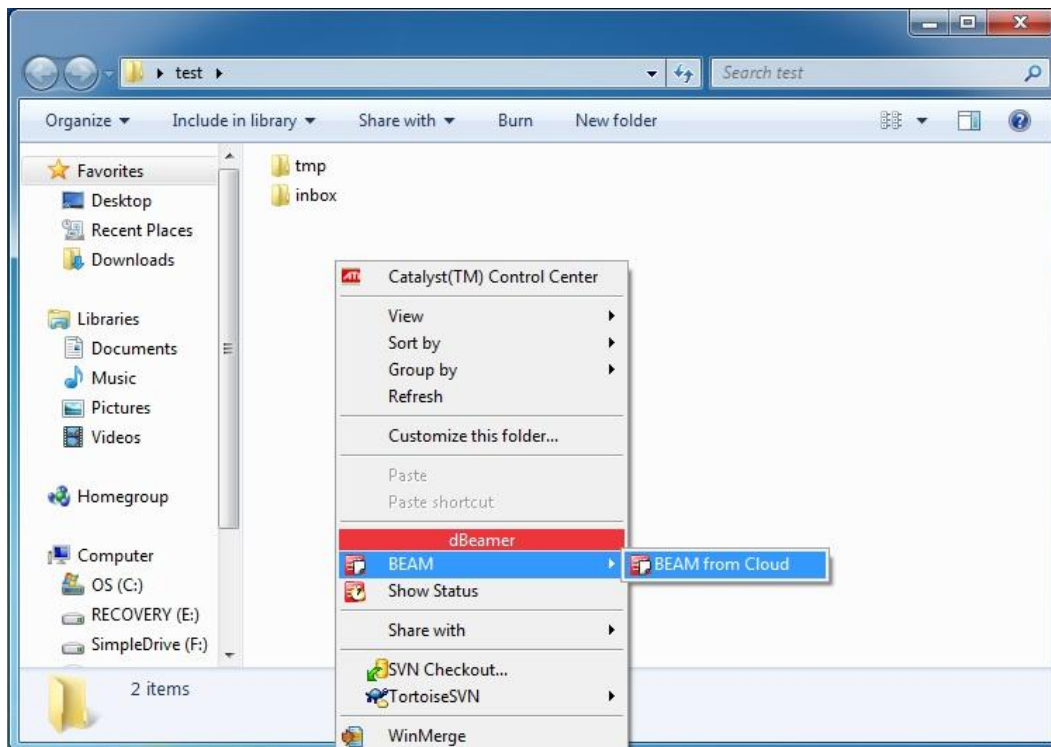 test
Search test
Organize
Include in library
Share with
Burn
New folder
Favorites
Desktop
Recent Places
Downloads
Libraries
Documents
Music
Pictures
Videos
Homegroup
Computer
OS (C:)
RECOVERY (E:)
SimpleDrive (F:)
tmp
inbox
ATI
Catalyst(TM) Control Center
View
Sort by
Group by
Refresh
Customize this folder...
Paste
Paste shortcut
dBeamer
BEAM
BEAM from Cloud
Show Status
Share with
SVN Checkout...
TortoiseSVN
WinMerge
2 items